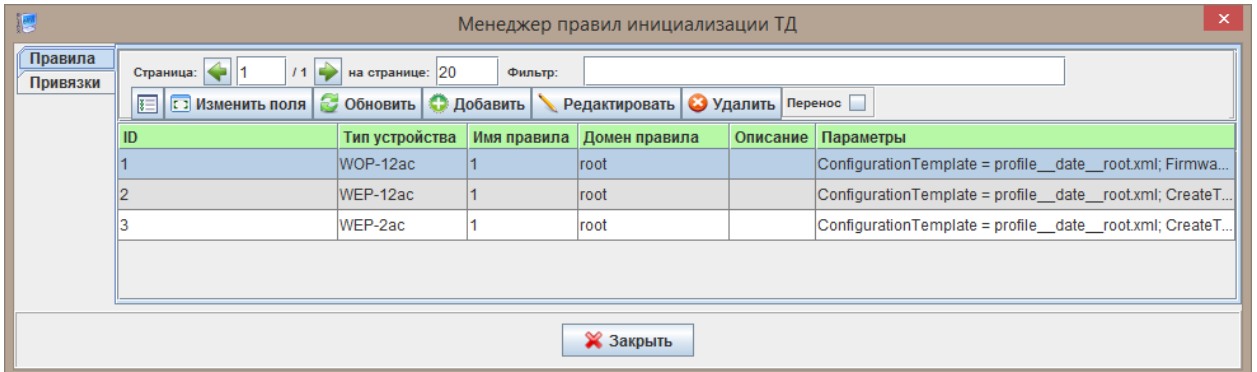 Менеджер правил инициализации ТД
Правила
Привязки
Страница: 1 / 1 на странице: 20 Фильтр:
Изменить поля Обновить Добавить Редактировать Удалить Перенос
ID Тип устройства Имя правила Домен правила Описание Параметры
1 WOP-12ac 1 root ConfigurationTemplate = profile__date__root.xml; Firmwa...
2 WEP-12ac 1 root ConfigurationTemplate = profile__date__root.xml; CreateT...
3 WEP-2ac 1 root ConfigurationTemplate = profile__date__root.xml; CreateT...
Закрыть